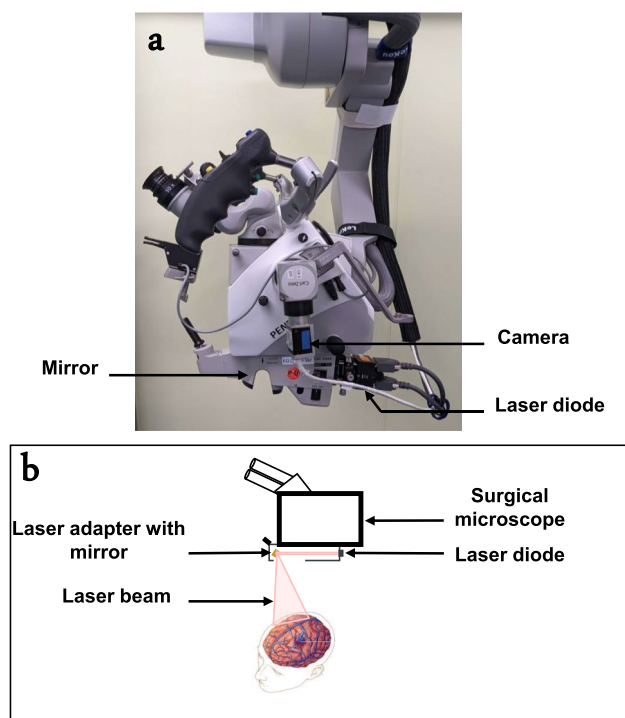 a
Camera
Mirror
Laser diode
b
Surgical
microscope
Laser adapter with
mirror
Laser diode
Laser beam